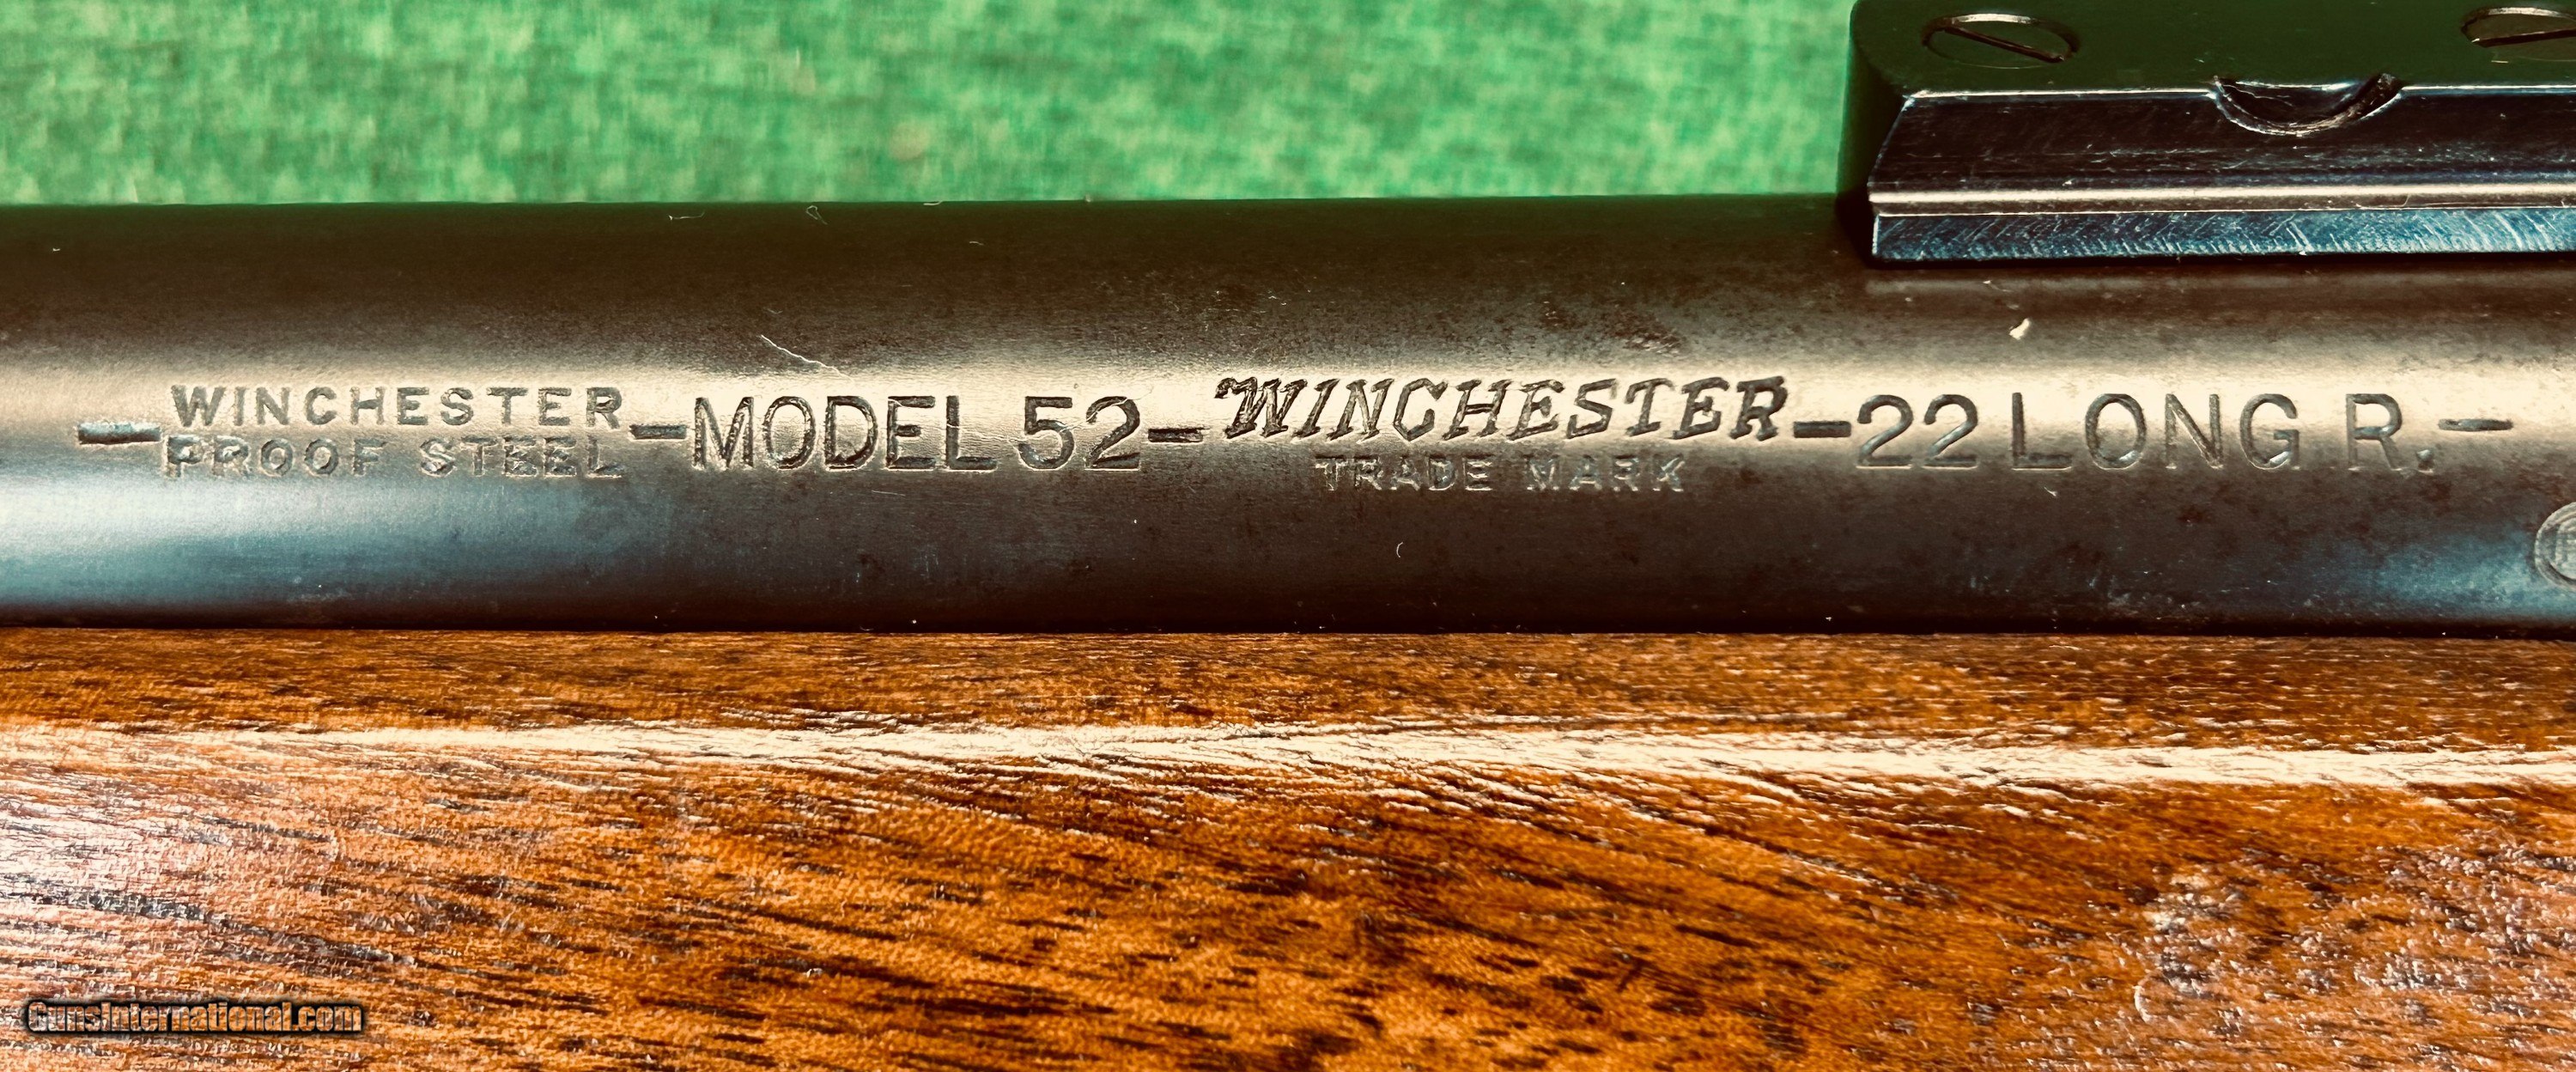 -WINCHESTER PROOF STEEL-MODEL 52-WINCHESTER TRADE MARK-22 LONG R.-
GunsInternational.com